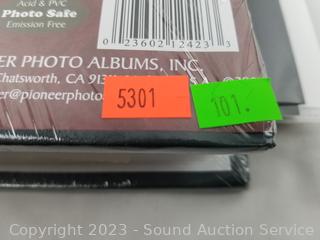 Acid & PVC
Photo Safe
Emission Free
0 23602 12423 3
ER PHOTO ALBUMS, INC.
Chatsworth, CA 9131
er@pioneerphoto
5301
101.
Copyright 2023 - Sound Auction Service